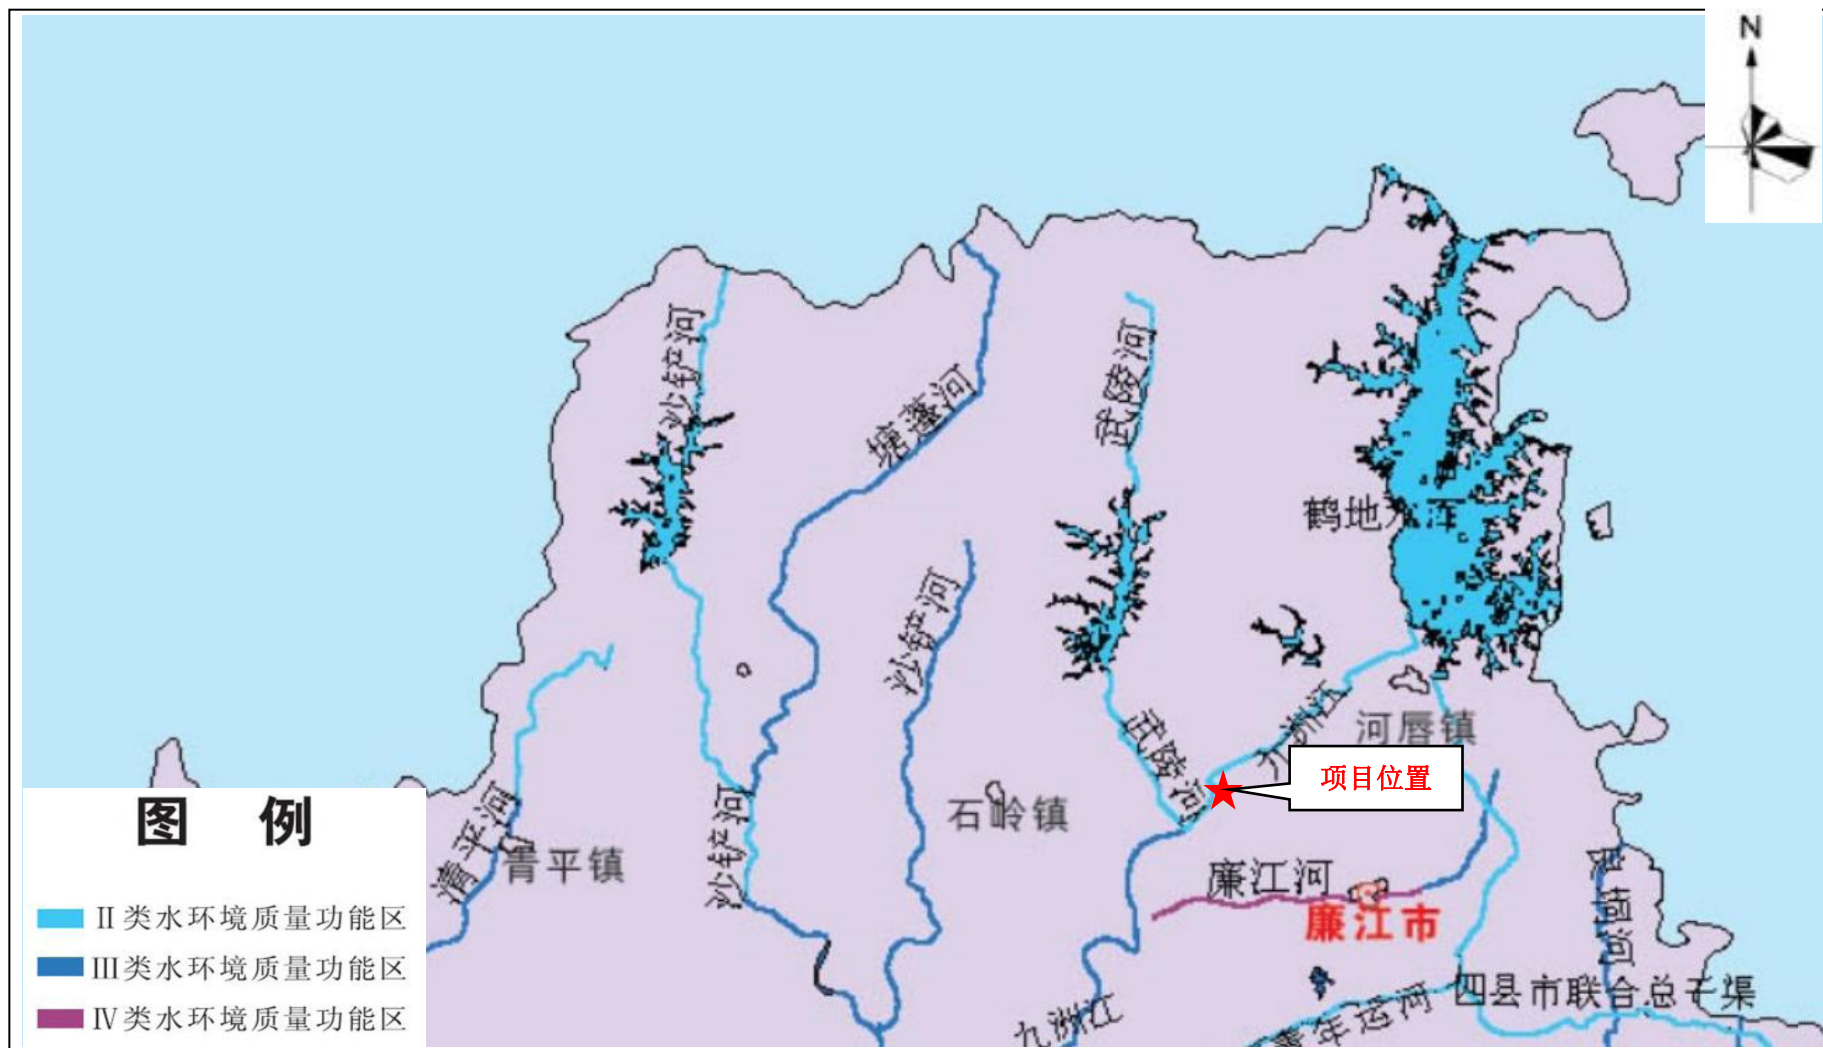 N
沙铲河
塘蓬河
武陵河
鹤地水库
沙铲河
武陵河
九洲江
河唇镇
项目位置
石岭镇
沙铲河
清平河
青平镇
廉江河
廉江市
九洲江
青年运河
四县市联合总干渠
图 例
II类水环境质量功能区
III类水环境质量功能区
IV类水环境质量功能区